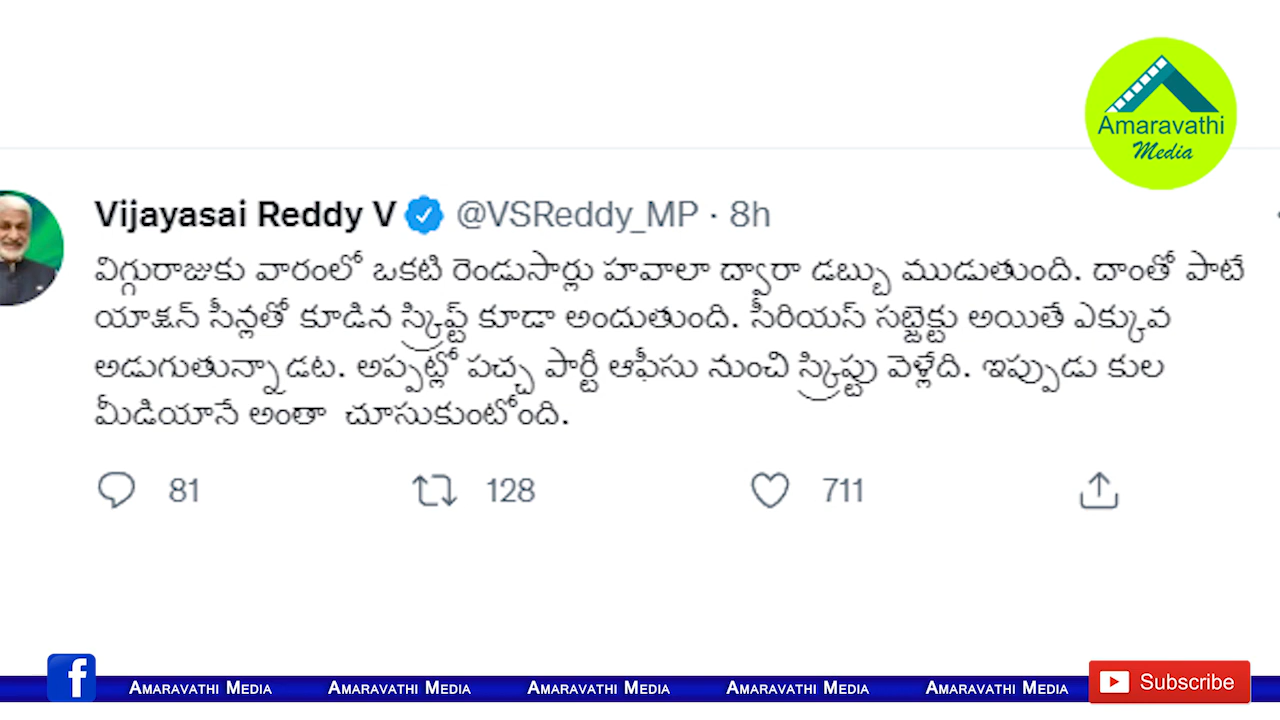 Amaravathi
Media
Vijayasai Reddy V @VSReddy_MP · 8h
విగ్గురాజుకు వారంలో ఒకటి రెండుసార్లు హవాలా ద్వారా డబ్బు ముడుతుంది. దాంతో పాటే
యాక్షన్ సీన్లతో కూడిన స్క్రిప్ట్ కూడా అందుతుంది. సీరియస్ సబ్జెక్టు అయితే ఎక్కువ
అడుగుతున్నాడట. అప్పట్లో పచ్చ పార్టీ ఆఫీసు నుంచి స్క్రిప్టు వెళ్లేది. ఇప్పుడు కుల
మీడియానే అంతా చూసుకుంటోంది.
81 128 711
Amaravathi Media Amaravathi Media Amaravathi Media Amaravathi Media Amaravathi Media Subscribe